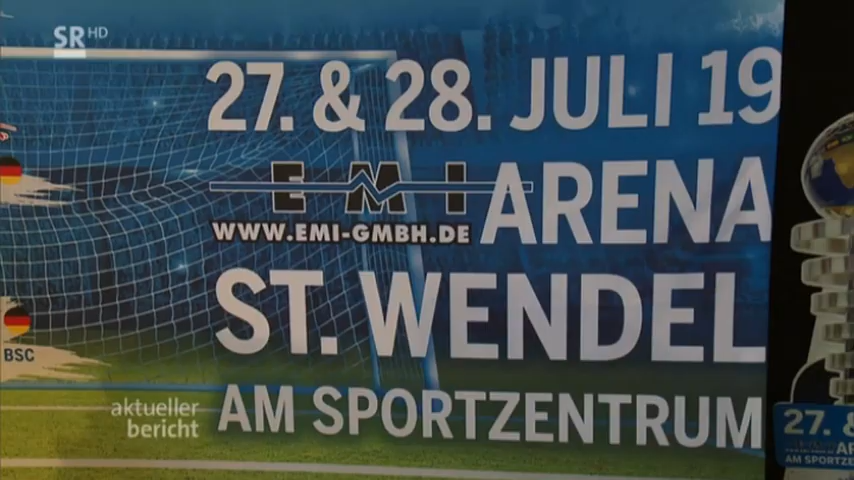 SR HD
27. & 28. JULI 19
EMI ARENA
WWW.EMI-GMBH.DE
ST. WENDEL
AM SPORTZENTRUM
BSC
aktueller
bericht
27. &
AM SPORTZE